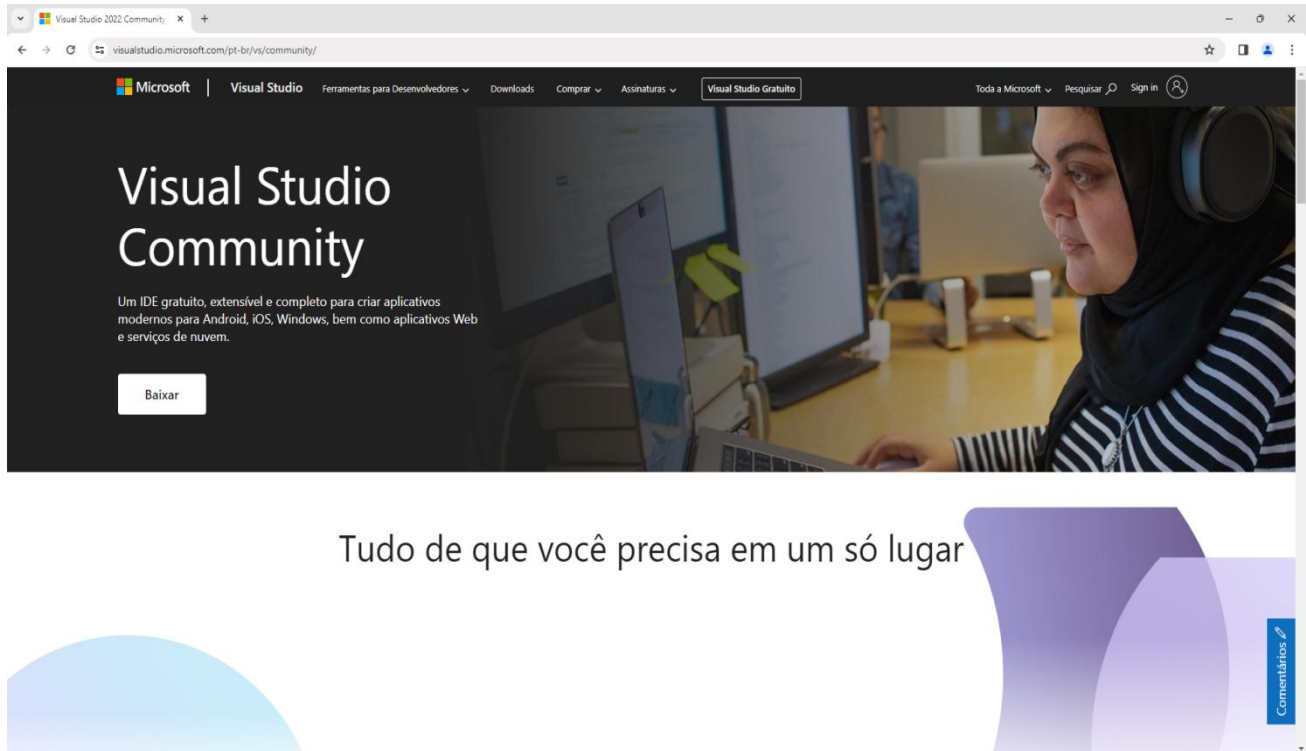 Visual Studio 2022 Community
visualstudio.microsoft.com/pt-br/vs/community/
Microsoft | Visual Studio Ferramentas para Desenvolvedores Downloads Comprar Assinaturas Visual Studio Gratuito Toda a Microsoft Pesquisar Sign in
Visual Studio
Community
Um IDE gratuito, extensível e completo para criar aplicativos
modernos para Android, iOS, Windows, bem como aplicativos Web
e serviços de nuvem.
Baixar
Tudo de que você precisa em um só lugar
Comentários